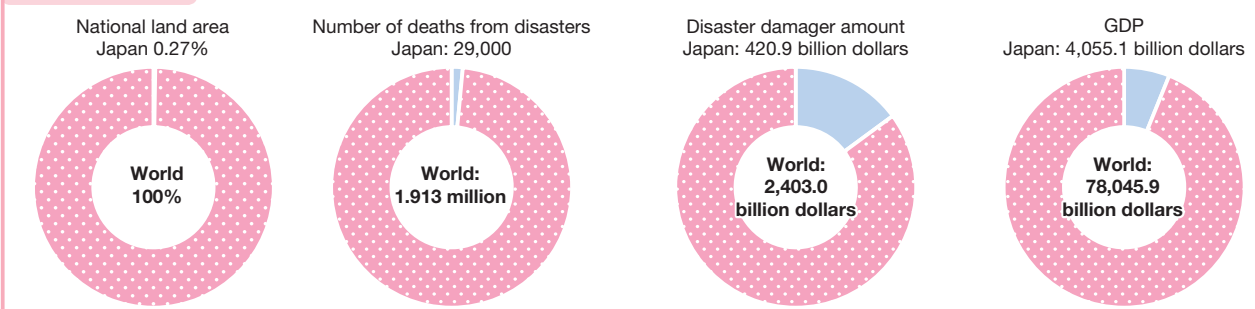 National land area
Japan 0.27%
World
100%
Number of deaths from disasters
Japan: 29,000
World:
1.913 million
Disaster damager amount
Japan: 420.9 billion dollars
World:
2,403.0
billion dollars
GDP
Japan: 4,055.1 billion dollars
World:
78,045.9
billion dollars